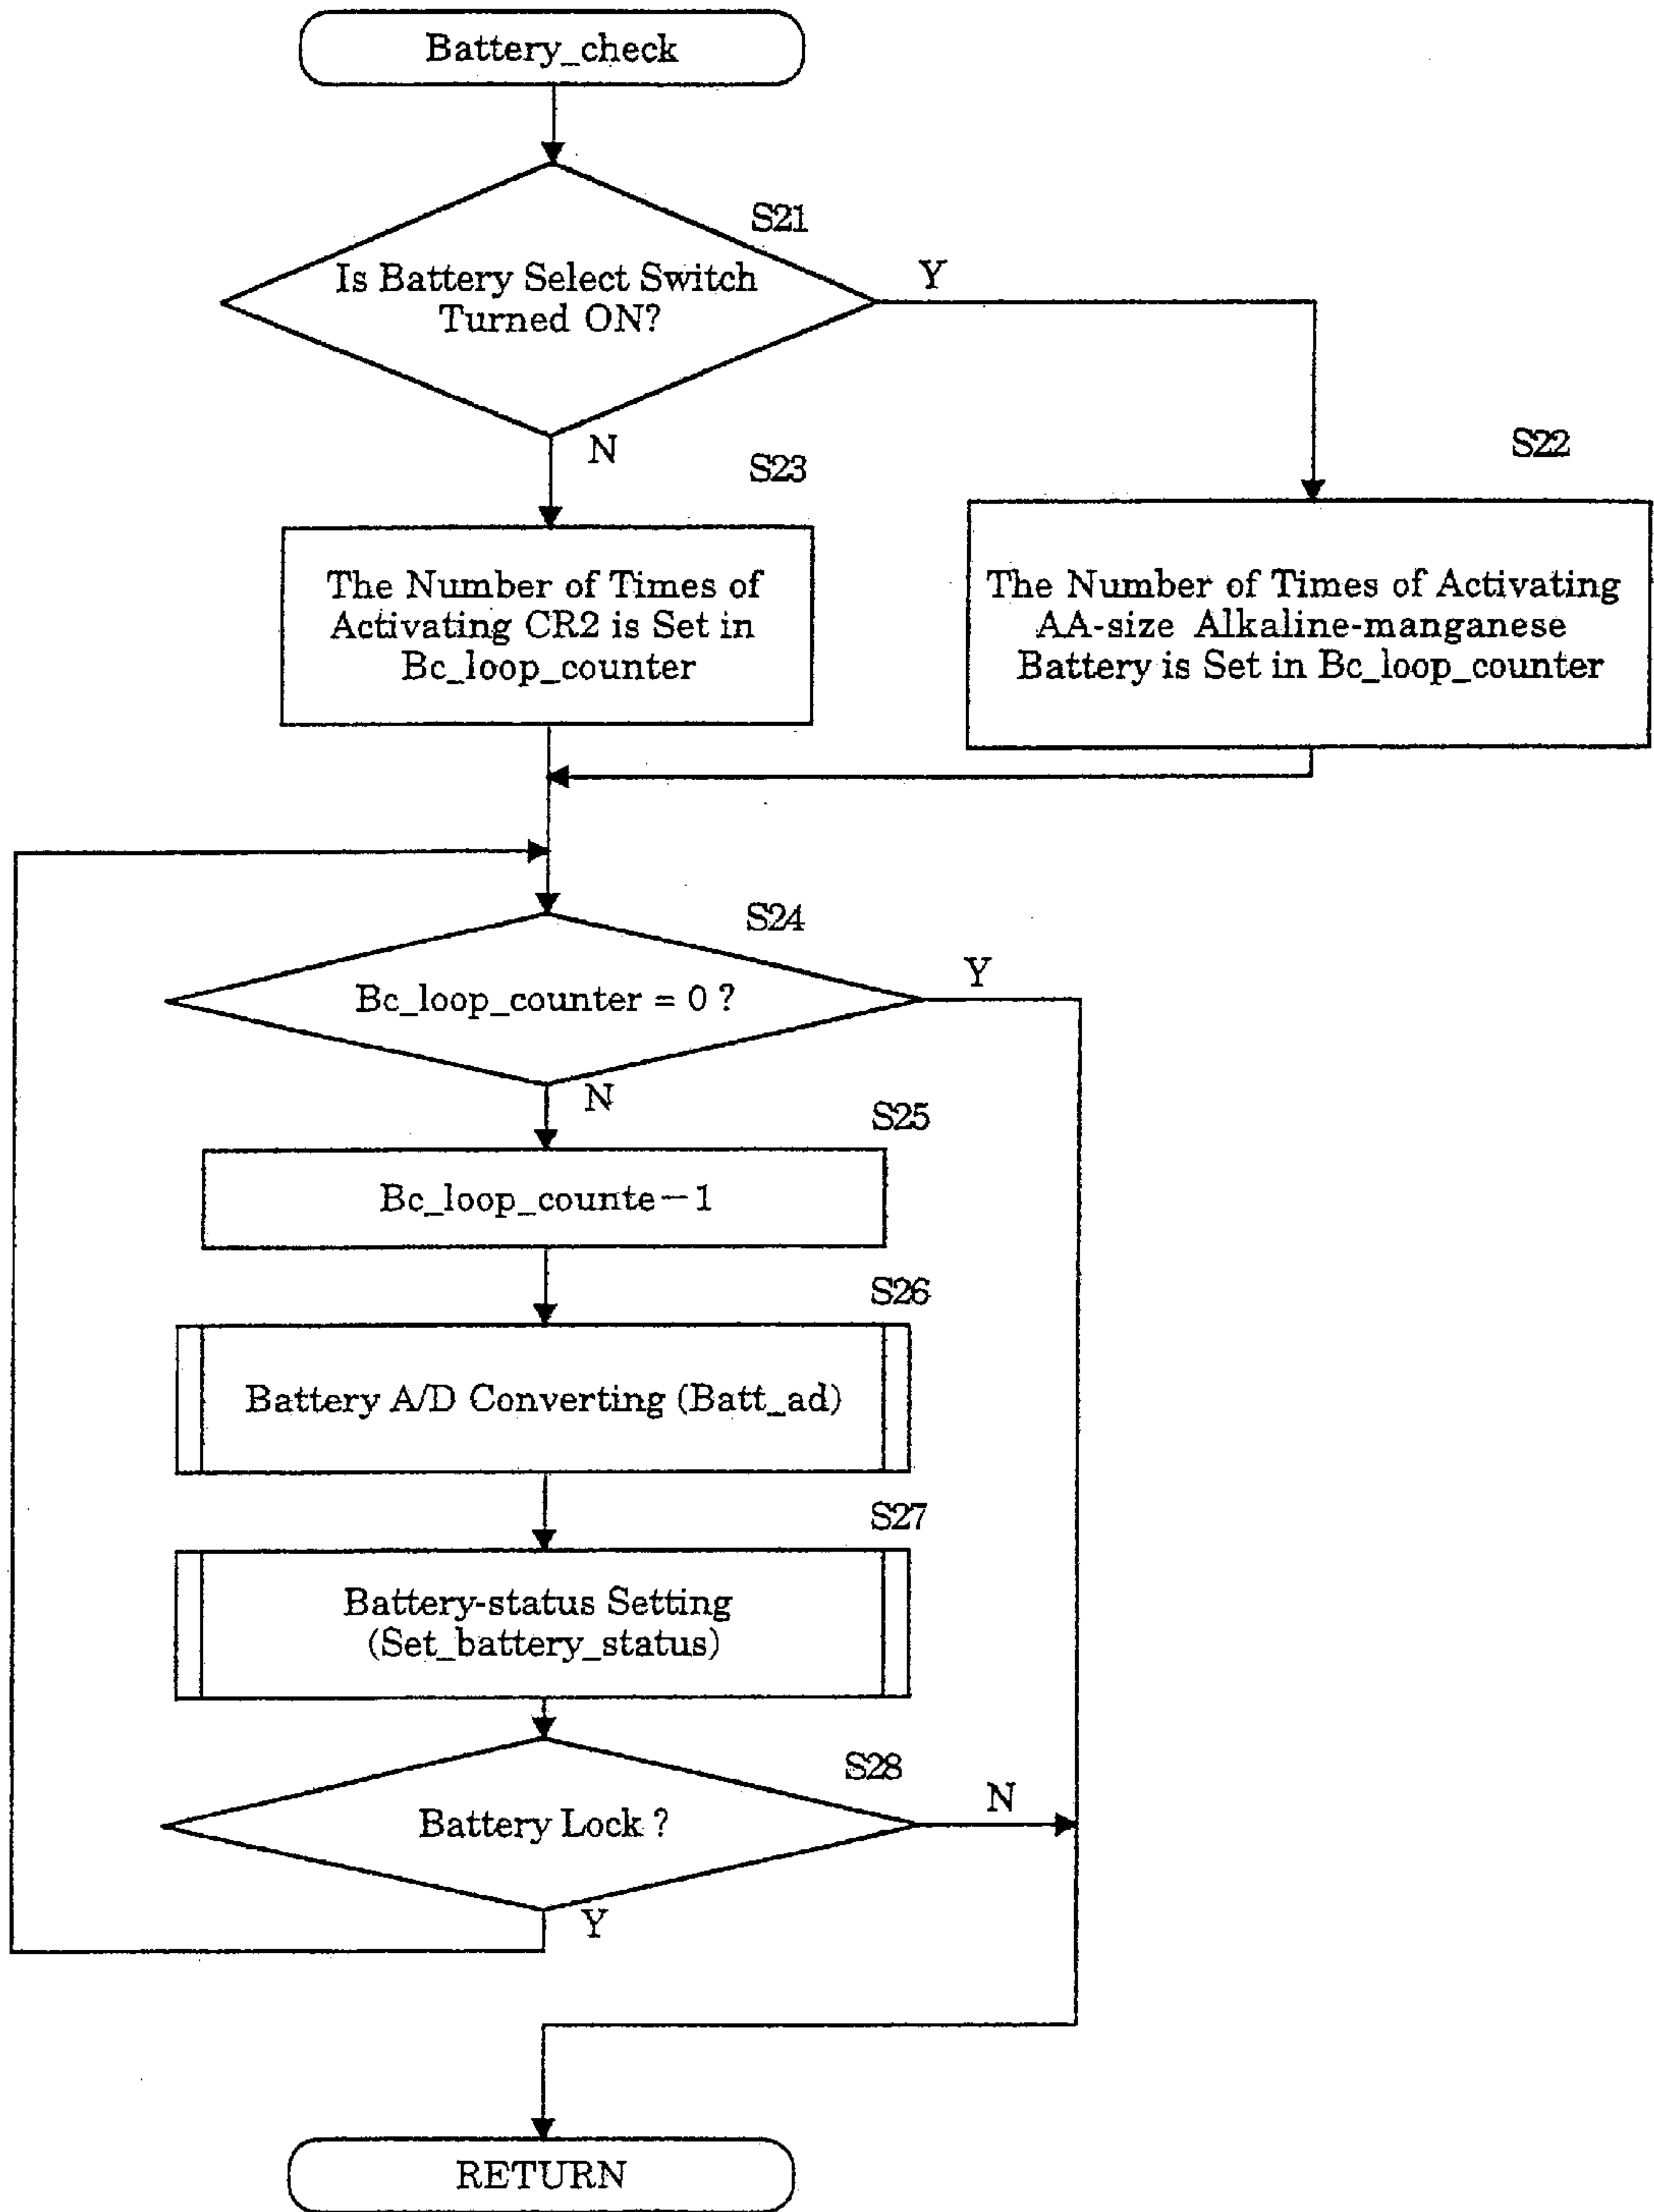 Battery_check
S21
Is Battery Select Switch
Turned ON?
Y
N
S23
S22
The Number of Times of
Activating CR2 is Set in
Bc_loop_counter
The Number of Times of Activating
AA-size Alkaline-manganese
Battery is Set in Bc_loop_counter
S24
Bc_loop_counter = 0 ?
Y
N
S25
Bc_loop_counte－1
S26
Battery A/D Converting (Batt_ad)
S27
Battery-status Setting
(Set_battery_status)
S28
Battery Lock ?
N
Y
RETURN